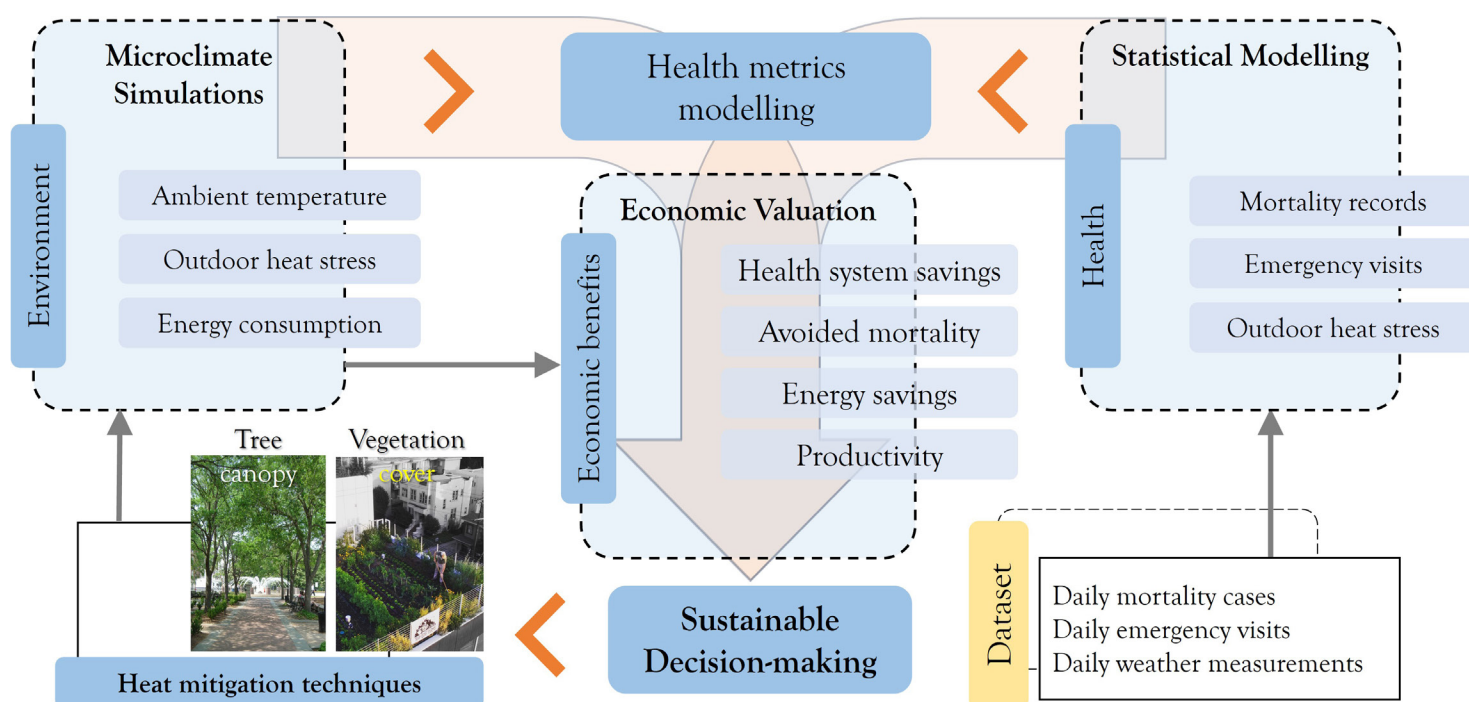 Microclimate
Simulations
Environment
Ambient temperature
Outdoor heat stress
Energy consumption
Health metrics
modelling
Statistical Modelling
Health
Mortality records
Emergency visits
Outdoor heat stress
Economic Valuation
Economic benefits
Health system savings
Avoided mortality
Energy savings
Productivity
Tree
canopy
Vegetation
cover
Heat mitigation techniques
Sustainable
Decision-making
Dataset
Daily mortality cases
Daily emergency visits
Daily weather measurements